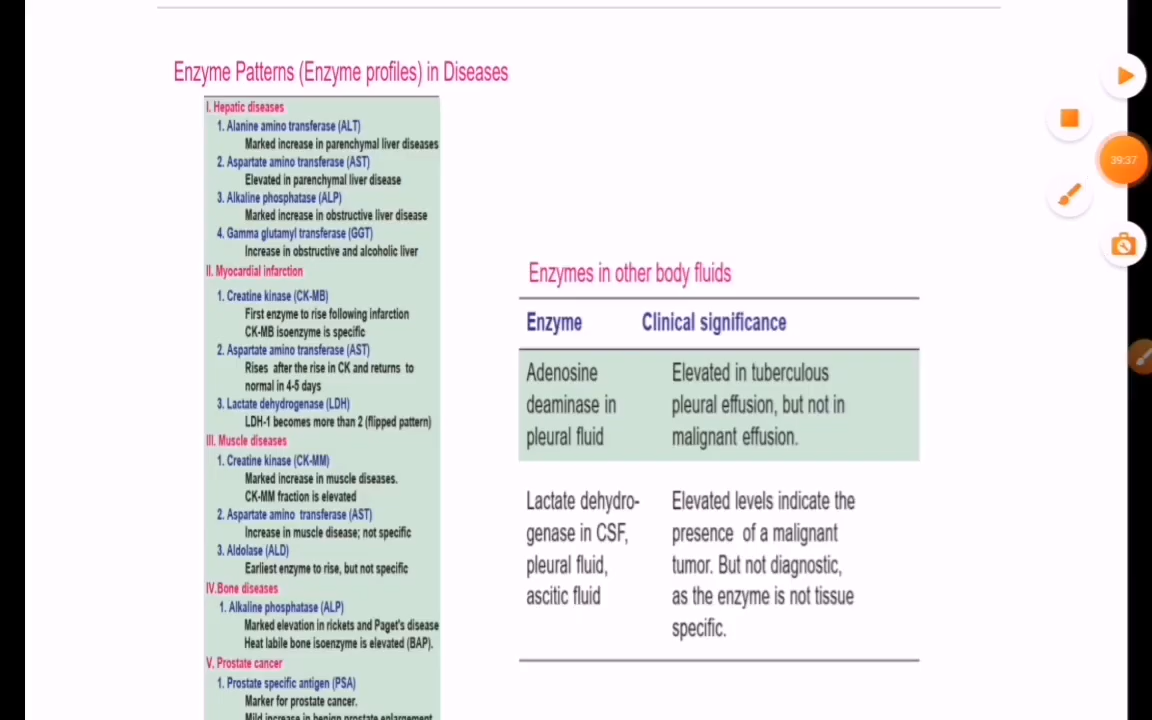 Enzyme Patterns (Enzyme profiles) in Diseases
I. Hepatic diseases
1. Alanine amino transferase (ALT)
Marked increase in parenchymal liver diseases
2. Aspartate amino transferase (AST)
Elevated in parenchymal liver disease
3. Alkaline phosphatase (ALP)
Marked increase in obstructive liver disease
4. Gamma glutamyl transferase (GGT)
Increase in obstructive and alcoholic liver
II. Myocardial infarction
1. Creatine kinase (CK-MB)
First enzyme to rise following infarction
CK-MB isoenzyme is specific
2. Aspartate amino transferase (AST)
Rises after the rise in CK and returns to
normal in 4-5 days
3. Lactate dehydrogenase (LDH)
LDH-1 becomes more than 2 (flipped pattern)
III. Muscle diseases
1. Creatine kinase (CK-MM)
Marked increase in muscle diseases.
CK-MM fraction is elevated
2. Aspartate amino transferase (AST)
Increase in muscle disease; not specific
3. Aldolase (ALD)
Earliest enzyme to rise, but not specific
IV.Bone diseases
1. Alkaline phosphatase (ALP)
Marked elevation in rickets and Paget's disease
Heat labile bone isoenzyme is elevated (BAP).
V. Prostate cancer
1. Prostate specific antigen (PSA)
Marker for prostate cancer.
Mild increase in benign prostate enlargement
Enzymes in other body fluids
Enzyme Clinical significance
Adenosine Elevated in tuberculous
deaminase in pleural effusion, but not in
pleural fluid malignant effusion.
Lactate dehydro- Elevated levels indicate the
genase in CSF, presence of a malignant
pleural fluid, tumor. But not diagnostic,
ascitic fluid as the enzyme is not tissue
specific.
39:37